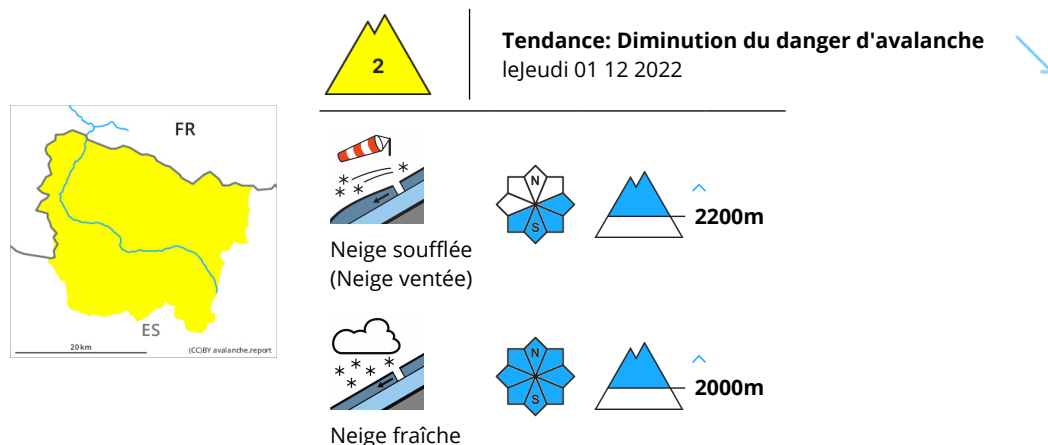 2
Tendance: Diminution du danger d'avalanche
leJeudi 01 12 2022
FR
ES
20 km
(CC)BY avalanche.report
N
S
2200m
Neige soufflée
(Neige ventée)
N
S
2000m
Neige fraîche